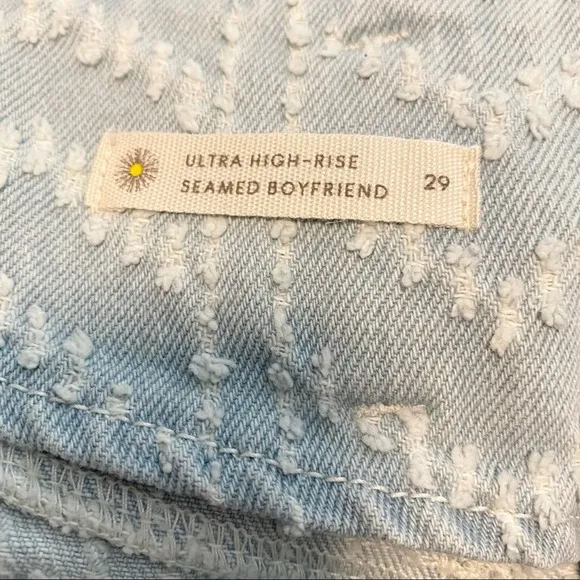 ULTRA HIGH-RISE
SEAMED BOYFRIEND 29